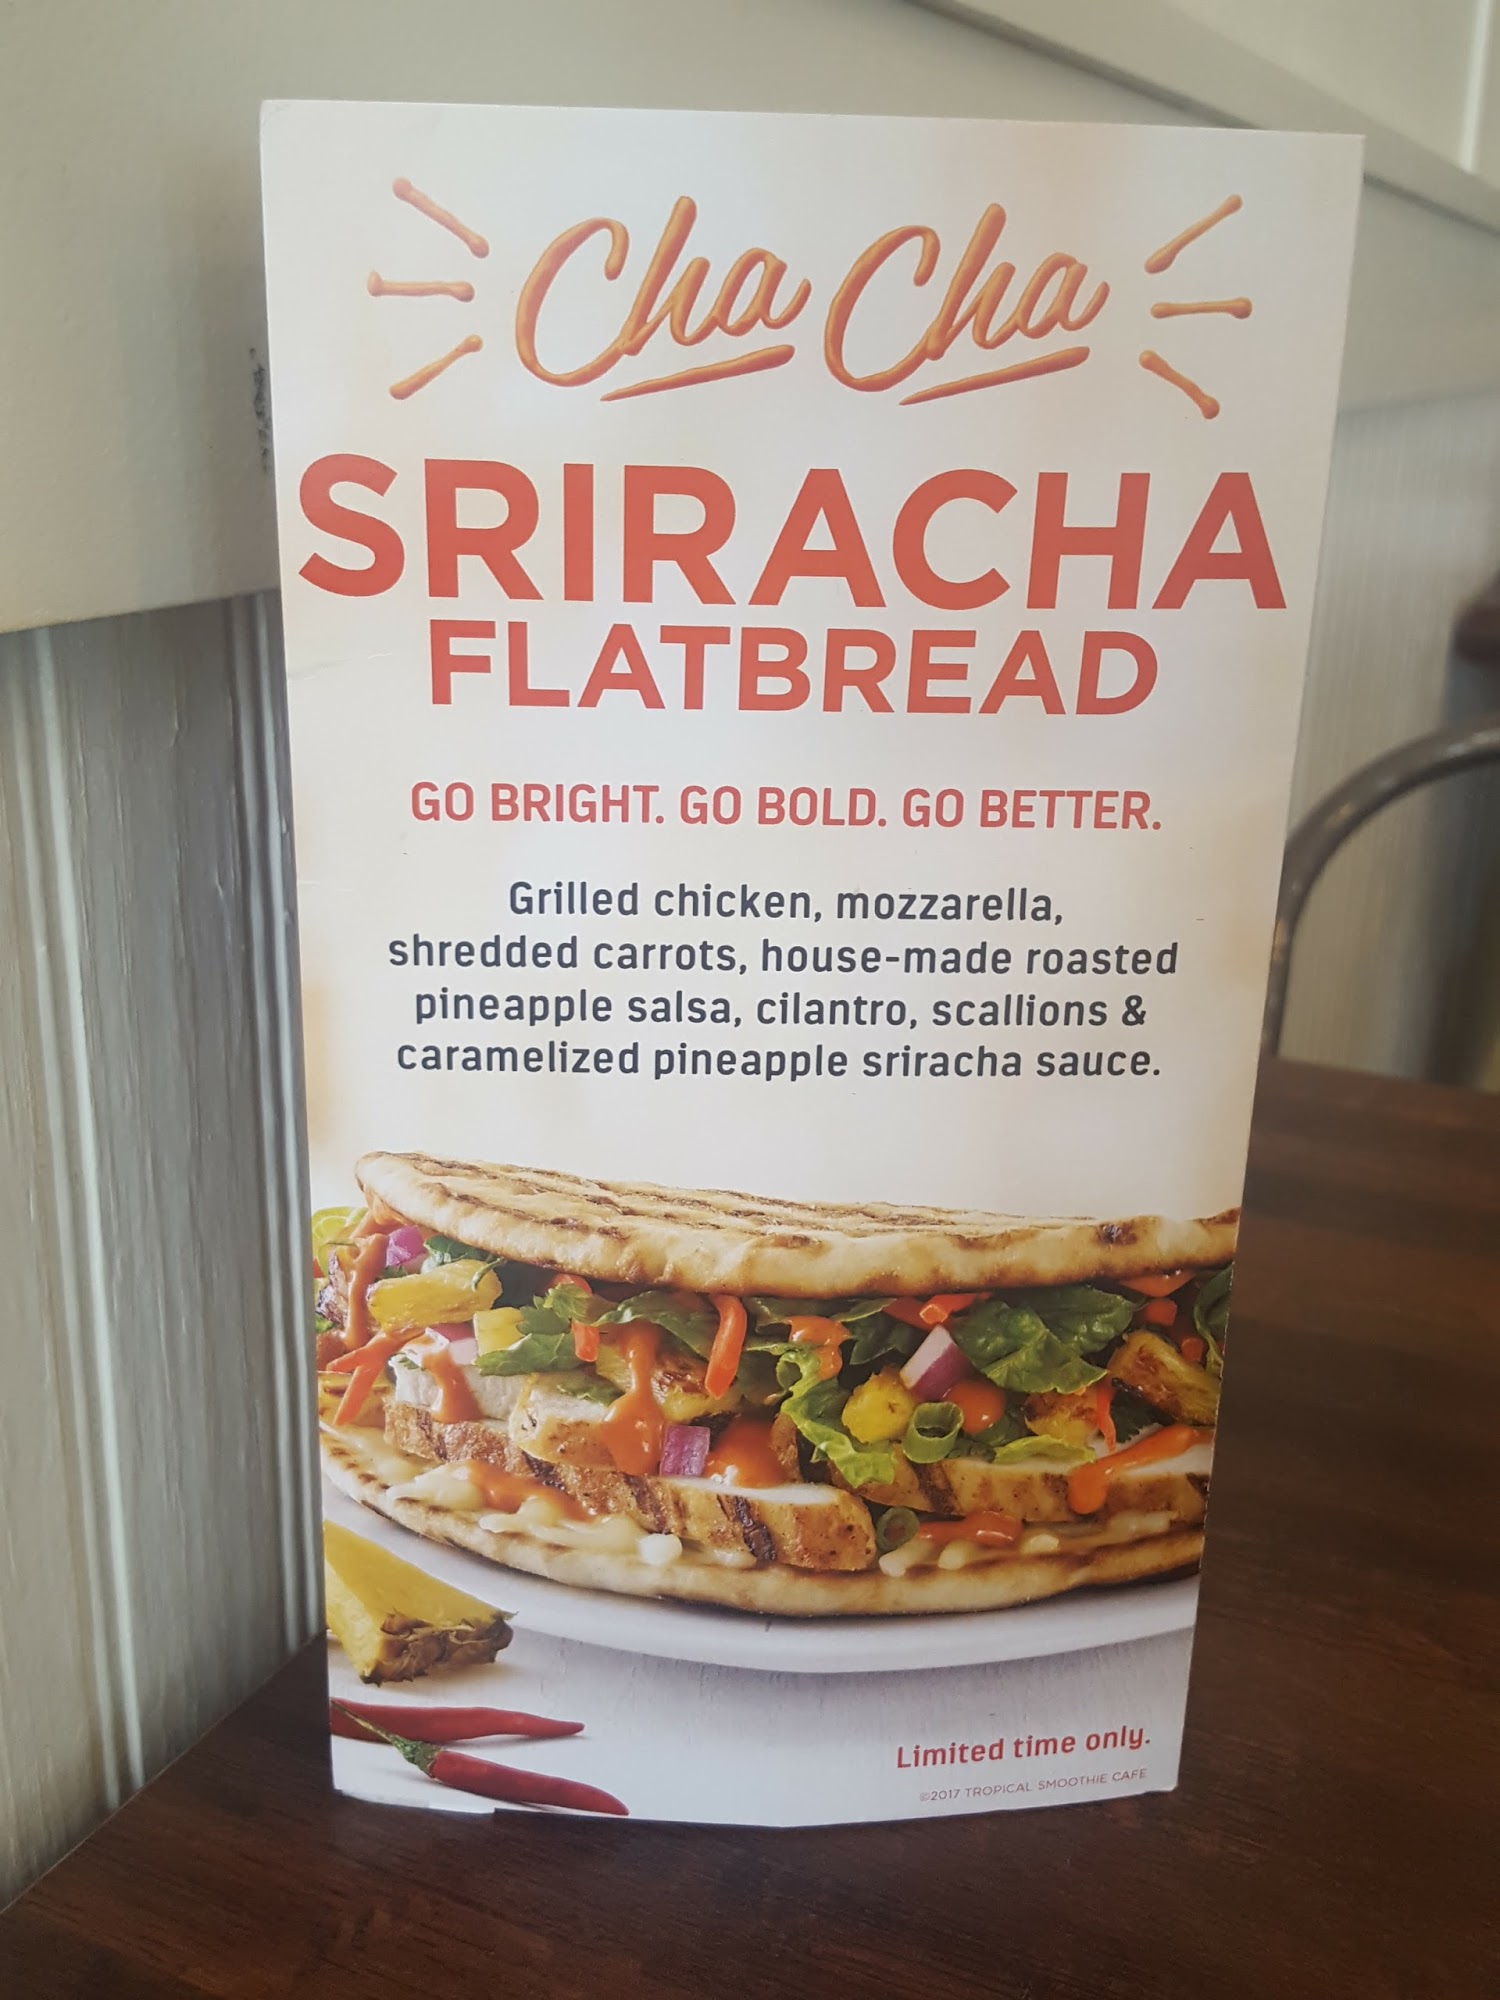 Cha Cha
SRIRACHA
FLATBREAD
GO BRIGHT. GO BOLD. GO BETTER.
Grilled chicken, mozzarella,
shredded carrots, house-made roasted
pineapple salsa, cilantro, scallions &
caramelized pineapple sriracha sauce.
Limited time only.
©2017 TROPICAL SMOOTHIE CAFE